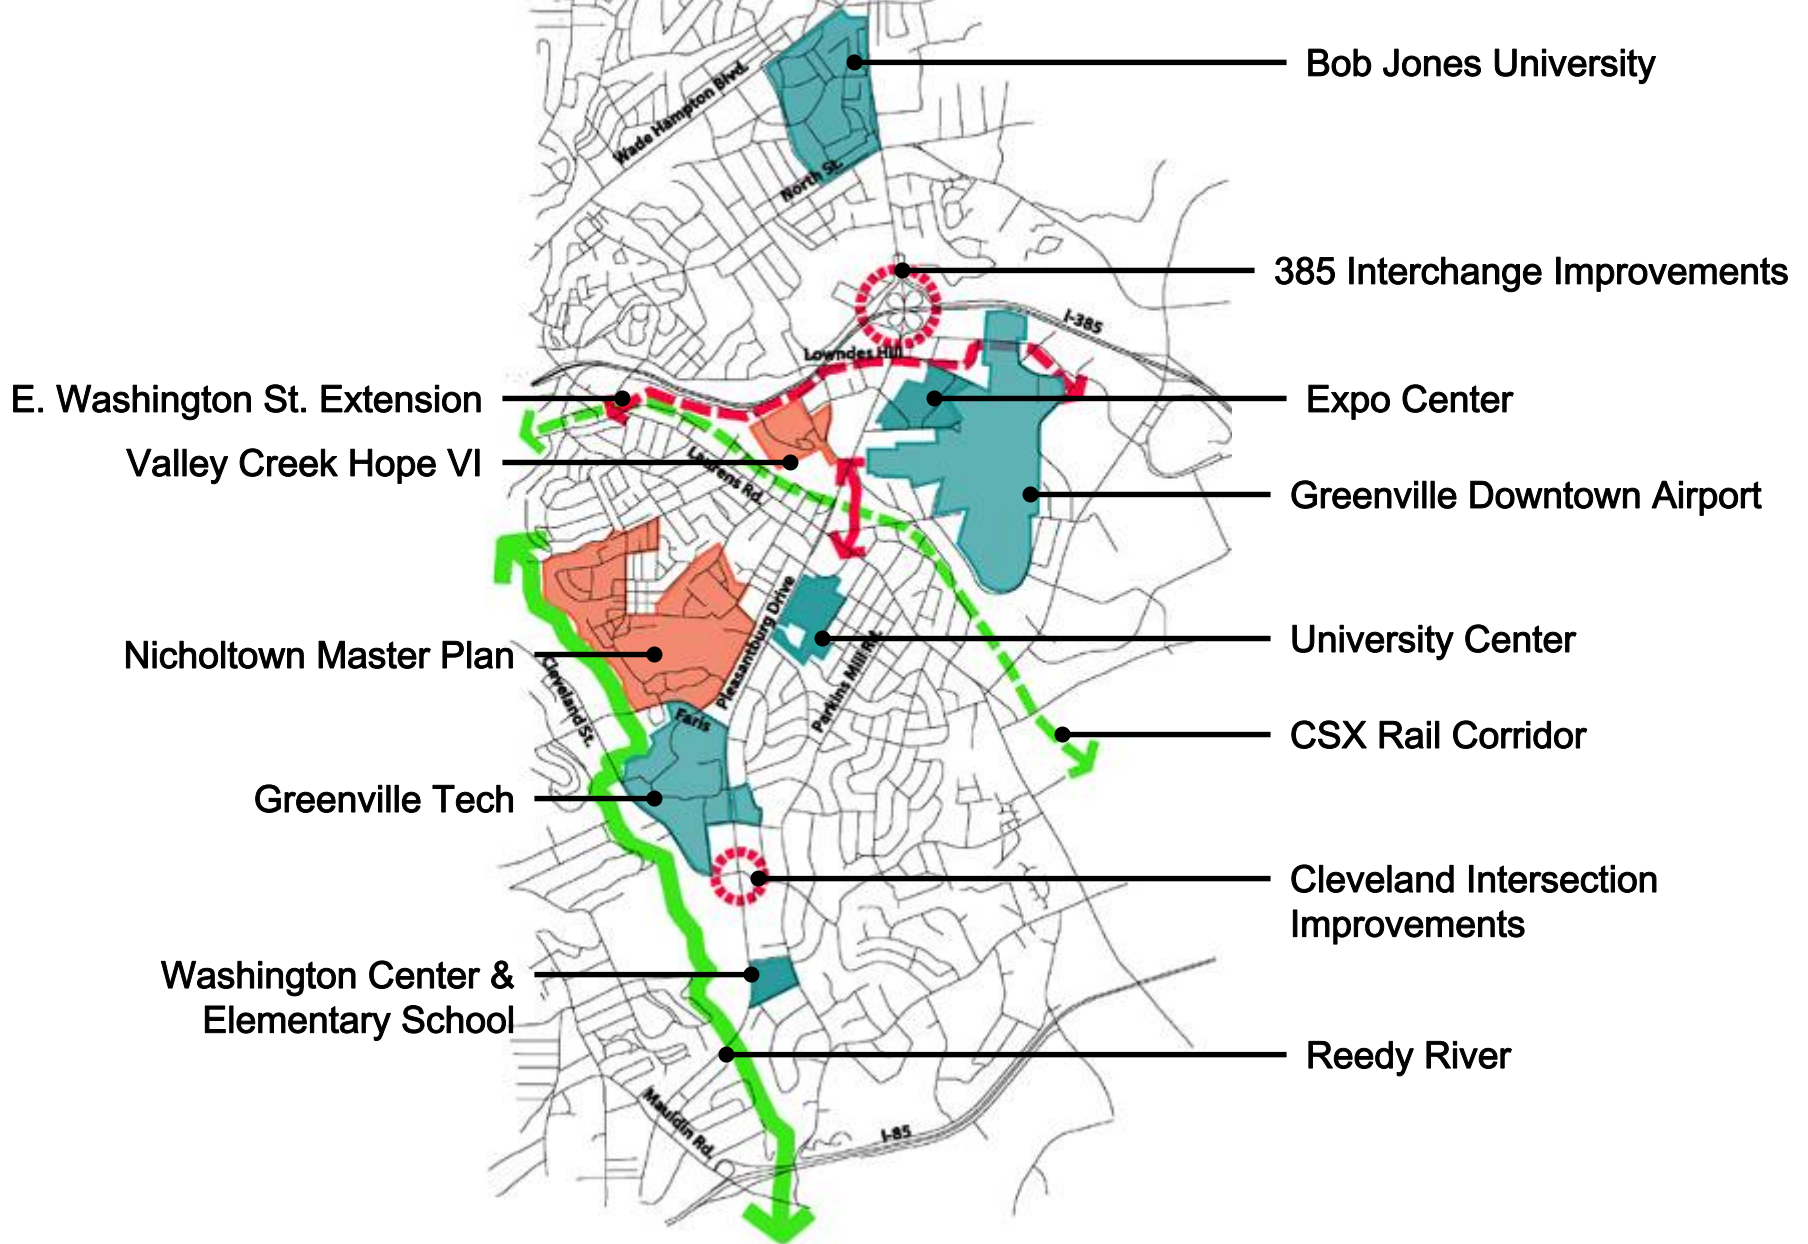 Bob Jones University
Wade Hampton Blvd.
North St.
385 Interchange Improvements
I-385
Lowndes Hill
E. Washington St. Extension
Expo Center
Valley Creek Hope VI
Laurens Rd.
Greenville Downtown Airport
Pleasantburg Drive
University Center
Parkins Mill Rd.
Nicholtown Master Plan
Cleveland St.
Faris
CSX Rail Corridor
Greenville Tech
Cleveland Intersection
Improvements
Washington Center &
Elementary School
Reedy River
Mauldin Rd.
I-85